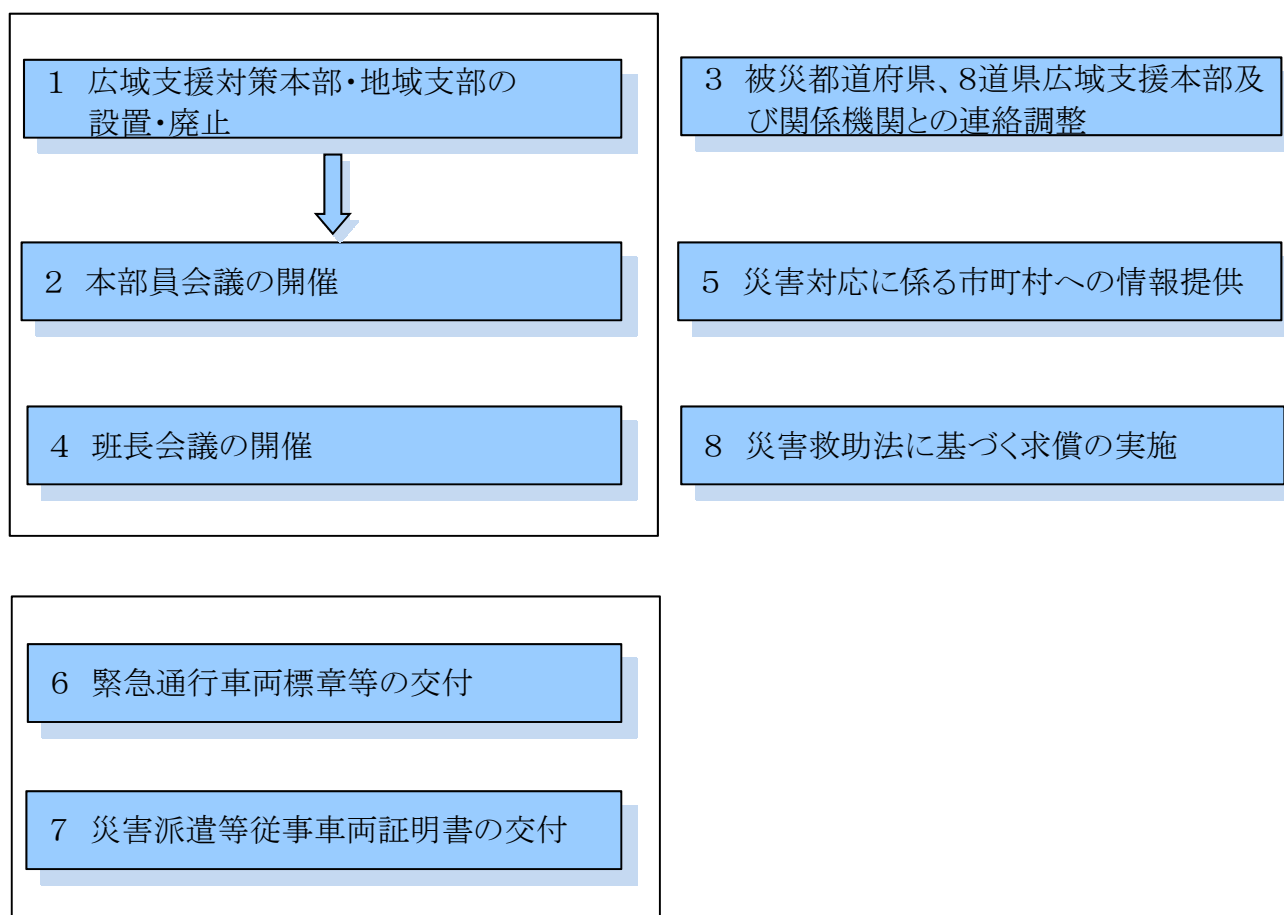 1 広域支援対策本部・地域支部の
設置・廃止
3 被災都道府県、8道県広域支援本部及
び関係機関との連絡調整
2 本部員会議の開催
5 災害対応に係る市町村への情報提供
4 班長会議の開催
8 災害救助法に基づく求償の実施
6 緊急通行車両標章等の交付
7 災害派遣等従事車両証明書の交付